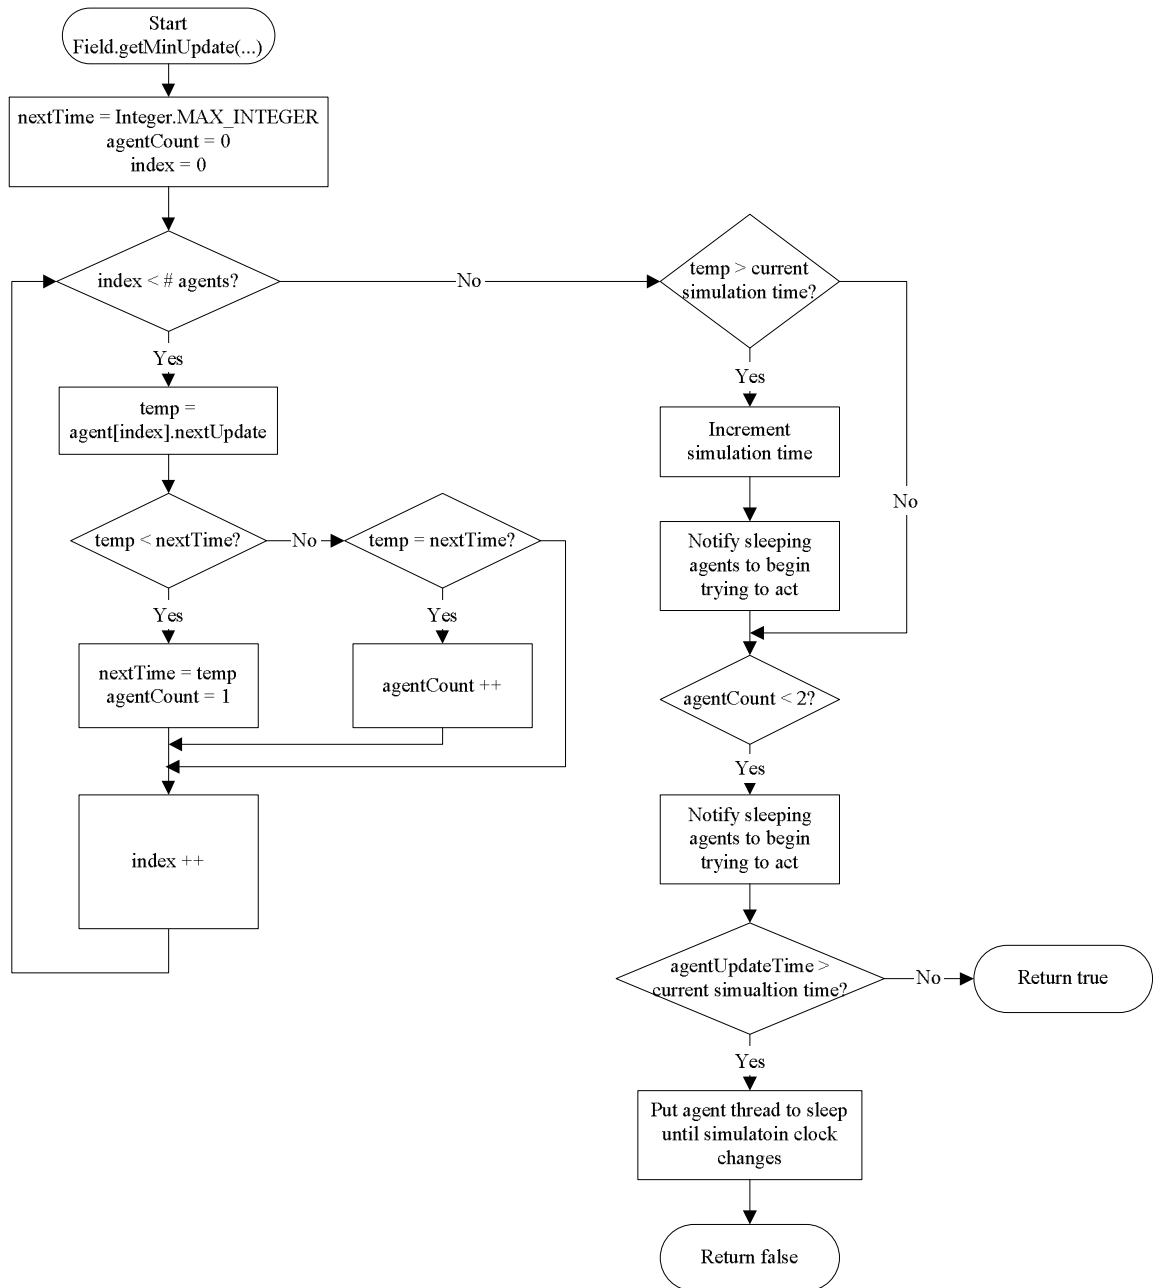 Start
Field.getMinUpdate(...)
nextTime = Integer.MAX_INTEGER
agentCount = 0
index = 0
index < # agents?
No
temp > current
simulation time?
Yes
temp =
agent[index].nextUpdate
Yes
Increment
simulation time
No
temp < nextTime?
No
temp = nextTime?
Notify sleeping
agents to begin
trying to act
Yes
Yes
nextTime = temp
agentCount = 1
agentCount ++
agentCount < 2?
Yes
index ++
Notify sleeping
agents to begin
trying to act
agentUpdateTime >
current simualtion time?
No
Return true
Yes
Put agent thread to sleep
until simulatoin clock
changes
Return false